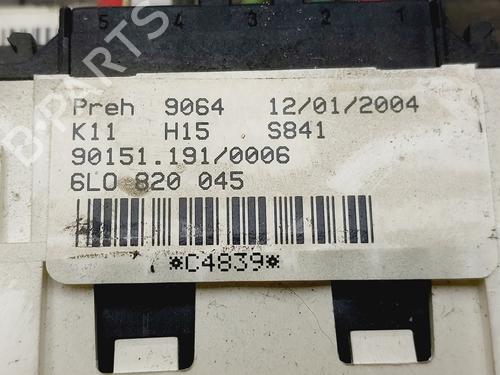 5 4 3 2 1
B-PARTS
Preh 9064 12/01/2004
K11 H15 S841
90151.191/0006
6L0 820 045
*C4839*